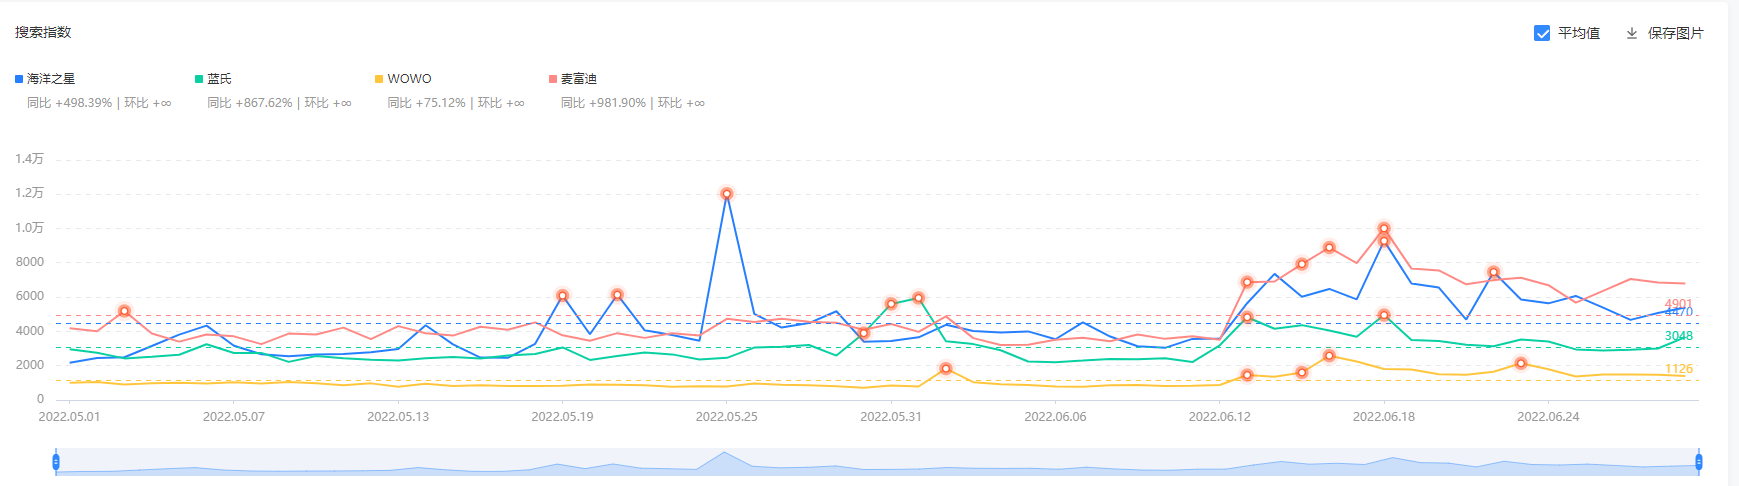 搜索指数
平均值 保存图片
海洋之星 蓝氏 WOWO 麦富迪
同比 +498.39% | 环比 +∞ 同比 +867.62% | 环比 +∞ 同比 +75.12% | 环比 +∞ 同比 +981.90% | 环比 +∞
1.4万
1.2万
1.0万
8000
6000
4901
4470
4000
3048
2000
1126
0
2022.05.01 2022.05.07 2022.05.13 2022.05.19 2022.05.25 2022.05.31 2022.06.06 2022.06.12 2022.06.18 2022.06.24